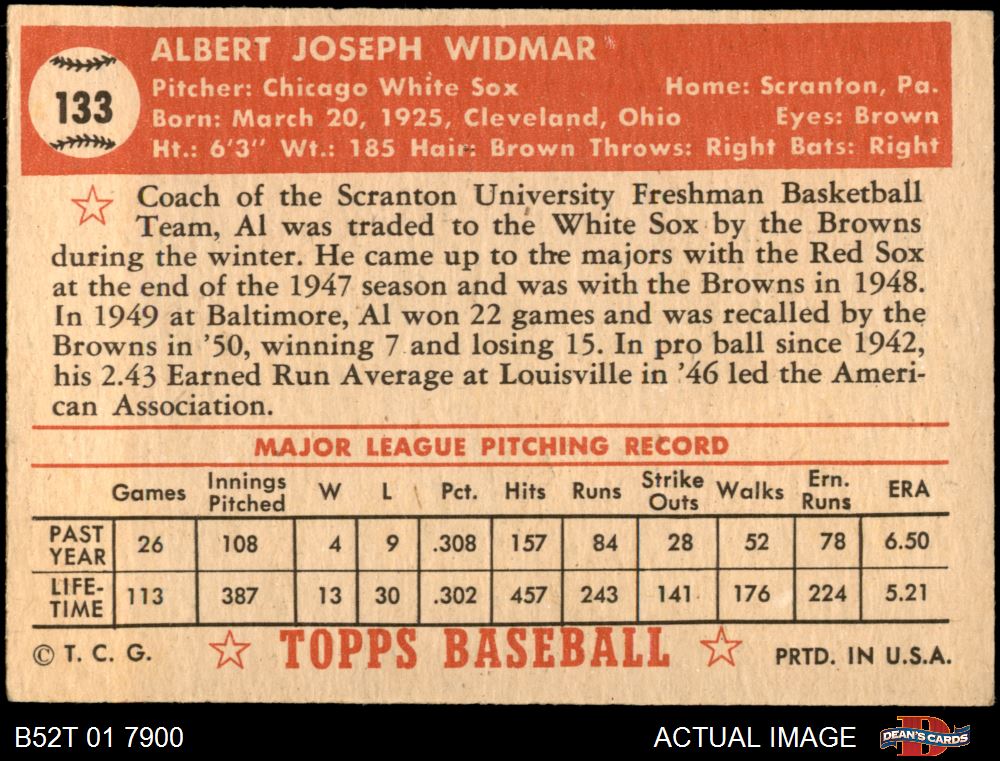 133
ALBERT JOSEPH WIDMAR
Pitcher: Chicago White Sox Home: Scranton, Pa.
Born: March 20, 1925, Cleveland, Ohio Eyes: Brown
Ht.: 6'3" Wt.: 185 Hair: Brown Throws: Right Bats: Right
Coach of the Scranton University Freshman Basketball
Team, Al was traded to the White Sox by the Browns
during the winter. He came up to the majors with the Red Sox
at the end of the 1947 season and was with the Browns in 1948.
In 1949 at Baltimore, Al won 22 games and was recalled by the
Browns in '50, winning 7 and losing 15. In pro ball since 1942,
his 2.43 Earned Run Average at Louisville in '46 led the Ameri-
can Association.
MAJOR LEAGUE PITCHING RECORD
Games Innings Pitched W L Pct. Hits Runs Strike Outs Walks Ern. Runs ERA
PAST YEAR 26 108 4 9 .308 157 84 28 52 78 6.50
LIFE-TIME 113 387 13 30 .302 457 243 141 176 224 5.21
© T. C. G. TOPPS BASEBALL PRTD. IN U.S.A.
B52T 01 7900 ACTUAL IMAGE DEAN'S CARDS